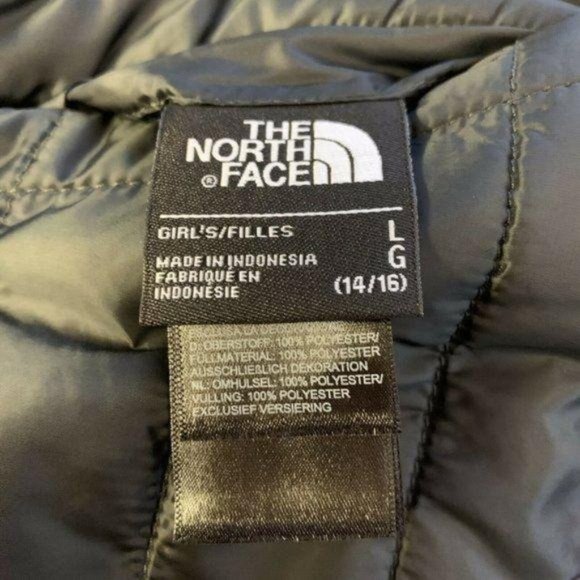 THE
NORTH
® FACE
GIRL'S/FILLES
L
G
(14/16)
MADE IN INDONESIA
FABRIQUÉ EN
INDONÉSIE
D: OBERSTOFF: 100% POLYESTER/
FÜLLMATERIAL: 100% POLYESTER
AUSSCHLIEßLICH DEKORATION
NL: OMHULSEL: 100% POLYESTER/
VULLING: 100% POLYESTER
EXCLUSIEF VERSIERING